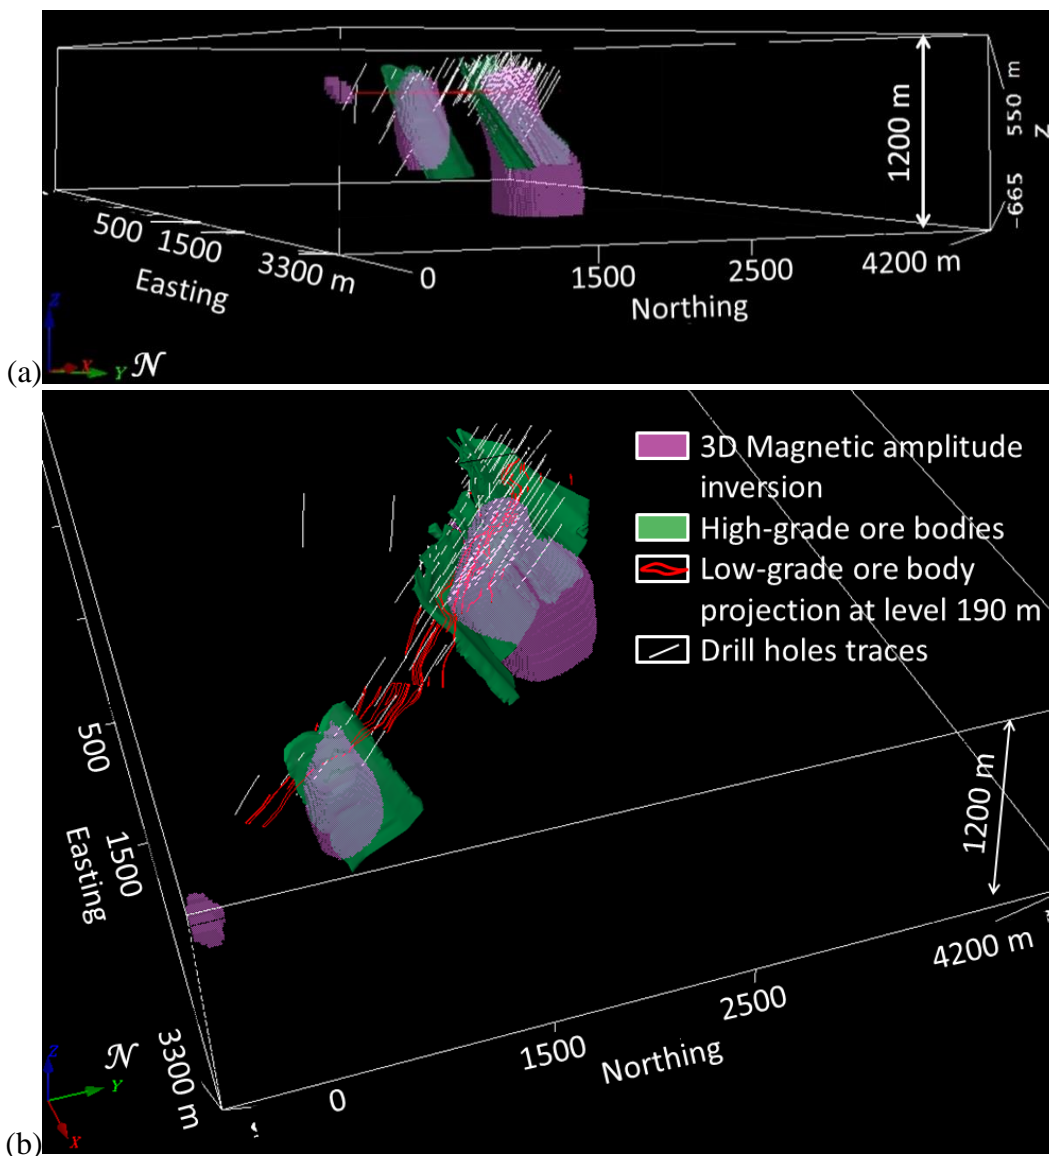 1200 m
550 m
Z
-665
500 1500
3300 m
Easting
0
1500
2500
4200 m
Northing
Z
X
Y
N
(a)
3D Magnetic amplitude
inversion
High-grade ore bodies
Low-grade ore body
projection at level 190 m
Drill holes traces
500
1500
Easting
3300 m
1200 m
4200 m
2500
1500
Northing
0
N
Z
Y
X
(b)